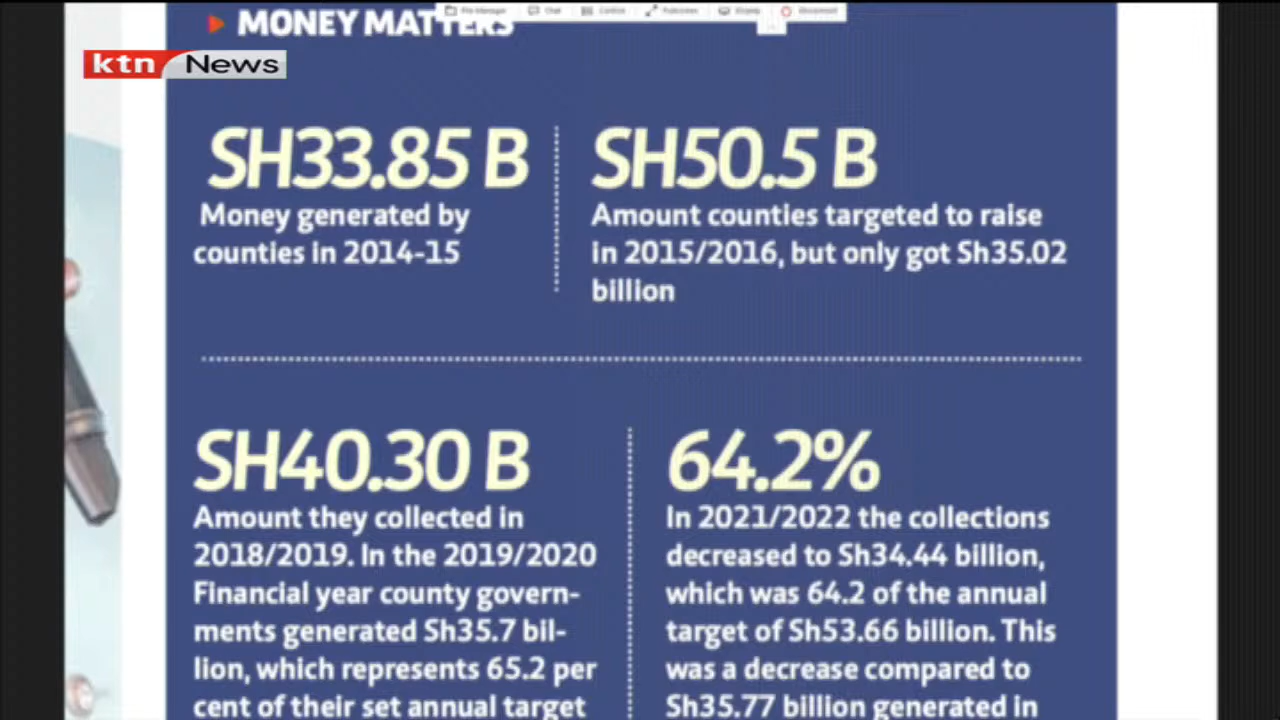 MONEY MATTERS
ktn News
SH33.85 B
Money generated by
counties in 2014-15
SH50.5 B
Amount counties targeted to raise
in 2015/2016, but only got Sh35.02
billion
SH40.30 B
Amount they collected in
2018/2019. In the 2019/2020
Financial year county govern-
ments generated Sh35.7 bil-
lion, which represents 65.2 per
cent of their set annual target
64.2%
In 2021/2022 the collections
decreased to Sh34.44 billion,
which was 64.2 of the annual
target of Sh53.66 billion. This
was a decrease compared to
Sh35.77 billion generated in